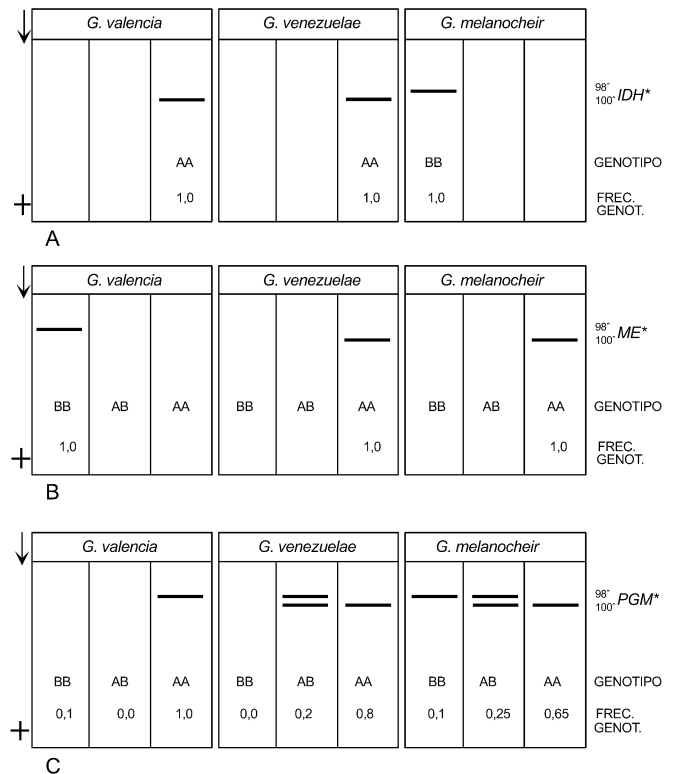 G. valencia G. venezuelae G. melanocheir
98-
100- IDH*
AA AA BB GENOTIPO
1,0 1,0 1,0 FREC.
GENOT.
+
A
G. valencia G. venezuelae G. melanocheir
98-
100- ME*
BB AB AA BB AB AA BB AB AA GENOTIPO
1,0 1,0 1,0 FREC.
GENOT.
+
B
G. valencia G. venezuelae G. melanocheir
98-
100- PGM*
BB AB AA BB AB AA BB AB AA GENOTIPO
0,1 0,0 1,0 0,0 0,2 0,8 0,1 0,25 0,65 FREC.
GENOT.
+
C